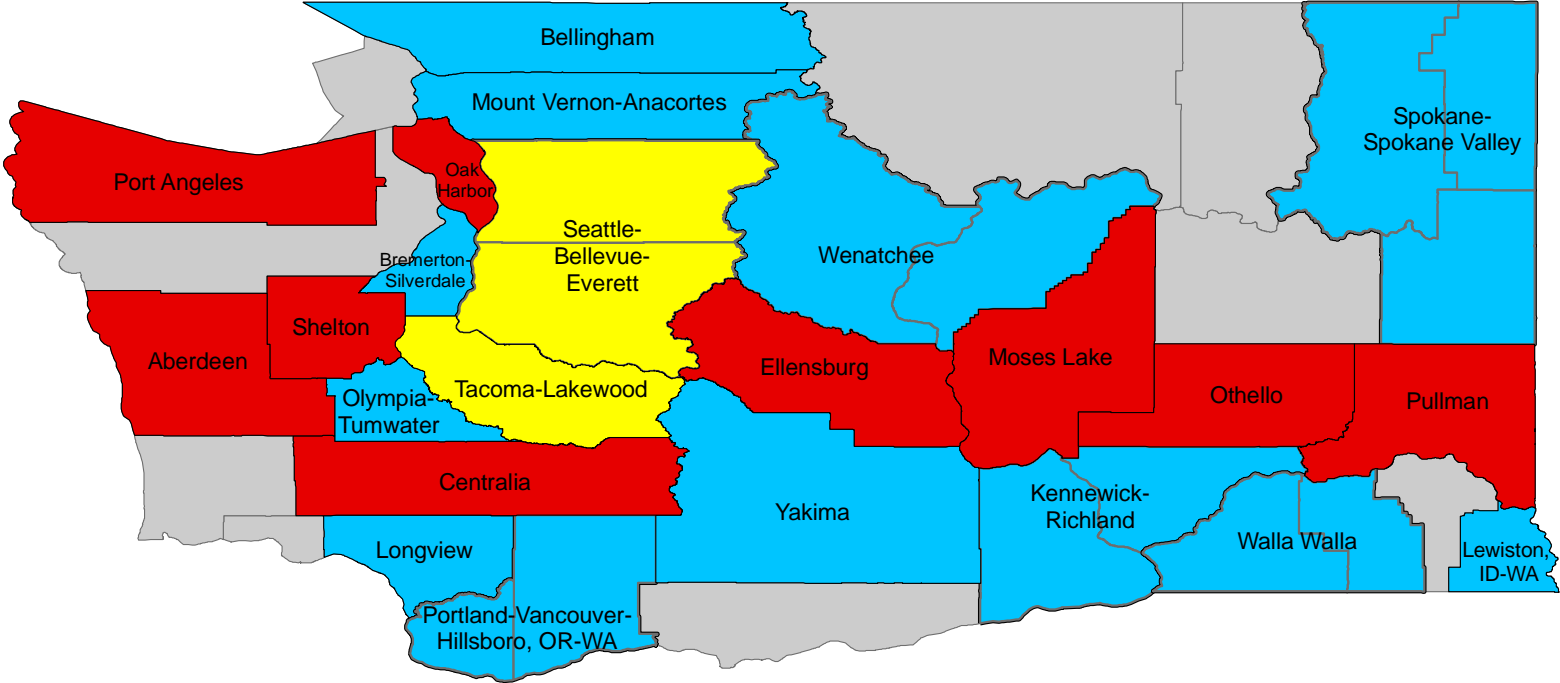 Bellingham
Mount Vernon-Anacortes
Spokane-
Spokane Valley
Port Angeles
Oak
Harbor
Seattle-
Bellevue-
Everett
Wenatchee
Bremerton-
Silverdale
Shelton
Aberdeen
Ellensburg
Moses Lake
Tacoma-Lakewood
Othello
Pullman
Olympia-
Tumwater
Centralia
Yakima
Kennewick-
Richland
Walla Walla
Longview
Lewiston,
ID-WA
Portland-Vancouver-
Hillsboro, OR-WA